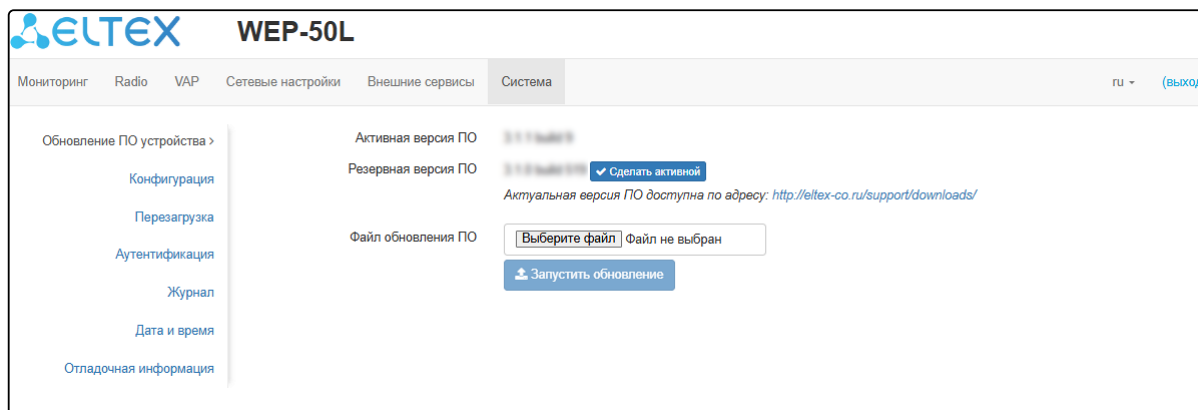 ELTEX WEP-50L
Мониторинг Radio VAP Сетевые настройки Внешние сервисы Система ru (выход
Обновление ПО устройства >
Конфигурация
Перезагрузка
Аутентификация
Журнал
Дата и время
Отладочная информация
Активная версия ПО
Резервная версия ПО Сделать активной
Актуальная версия ПО доступна по адресу: http://eltex-co.ru/support/downloads/
Файл обновления ПО Выберите файл Файл не выбран
Запустить обновление